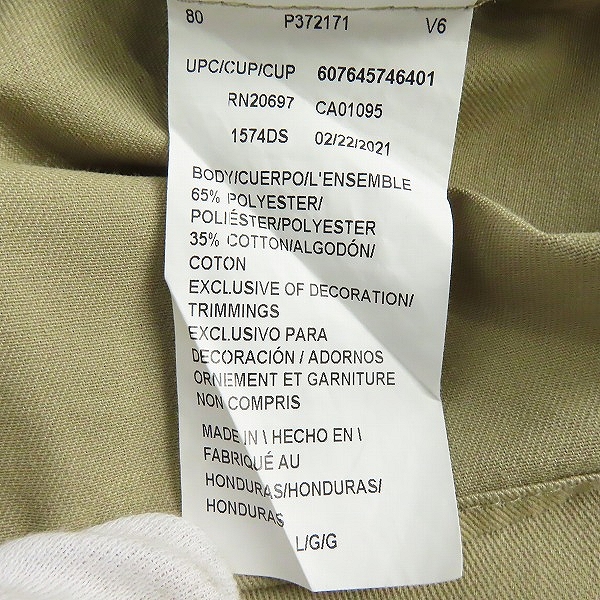 80 P372171 V6
UPC/CUP/CUP 607645746401
RN20697 CA01095
1574DS 02/22/2021
BODY/CUERPO/L'ENSEMBLE
65% POLYESTER/
POLIÉSTER/POLYESTER
35% COTTON/ALGODÓN/
COTON
EXCLUSIVE OF DECORATION/
TRIMMINGS
EXCLUSIVO PARA
DECORACIÓN / ADORNOS
ORNEMENT ET GARNITURE
NON COMPRIS
MADE IN \ HECHO EN \
FABRIQUÉ AU
HONDURAS/HONDURAS/
HONDURAS
L/G/G